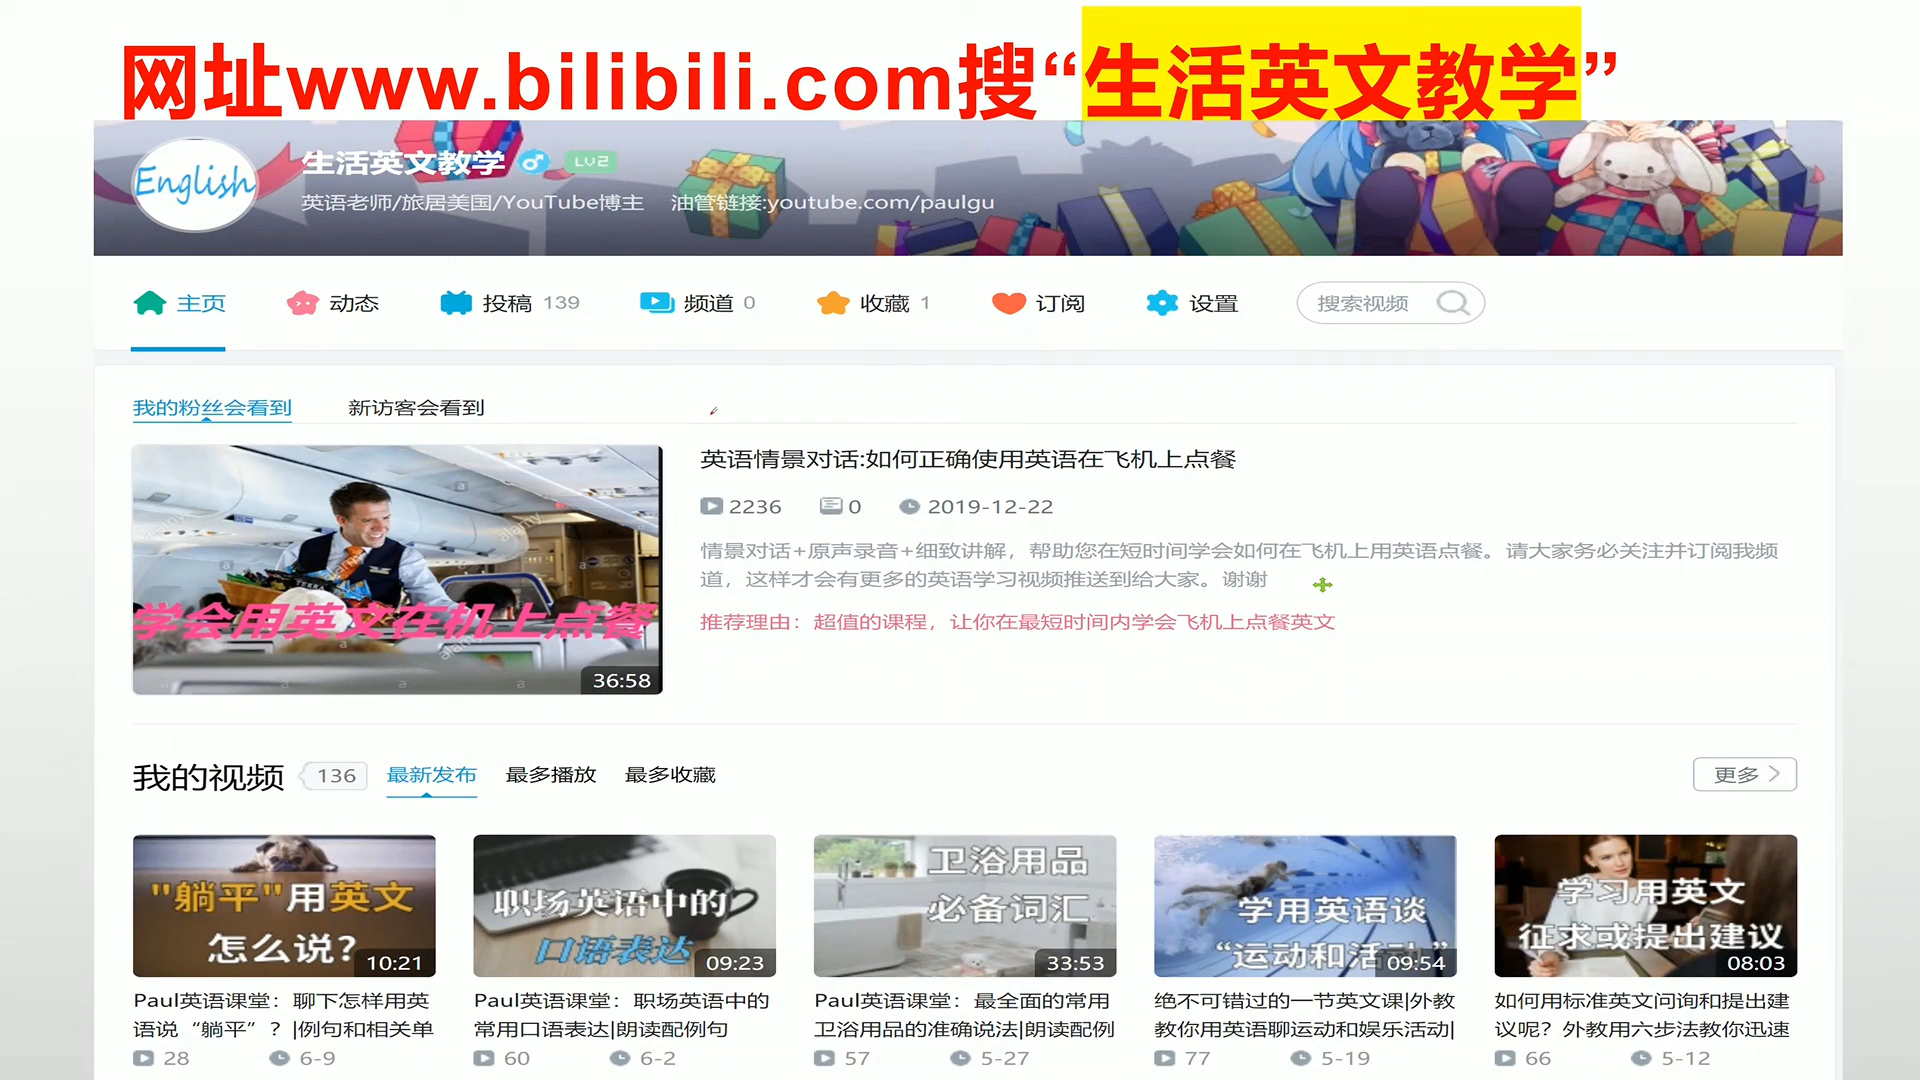 网址www.bilibili.com搜“生活英文教学”
English
生活英文教学 LV2
英语老师/旅居美国/YouTube博主 油管链接:youtube.com/paulgu
主页 动态 投稿 139 频道 0 收藏 1 订阅 设置 搜索视频
我的粉丝会看到 新访客会看到
英语情景对话:如何正确使用英语在飞机上点餐
2236 0 2019-12-22
情景对话+原声录音+细致讲解，帮助您在短时间学会如何在飞机上用英语点餐。请大家务必关注并订阅我频
道，这样才会有更多的英语学习视频推送到给大家。谢谢
推荐理由：超值的课程，让你在最短时间内学会飞机上点餐英文
学会用英文在机上点餐
alamy
36:58
我的视频 136 最新发布 最多播放 最多收藏 更多
"躺平"用英文
怎么说?
10:21
Paul英语课堂：聊下怎样用英
语说“躺平”？|例句和相关单
28 6-9
职场英语中的
口语表达
09:23
Paul英语课堂：职场英语中的
常用口语表达|朗读配例句
60 6-2
卫浴用品
必备词汇
33:53
Paul英语课堂：最全面的常用
卫浴用品的准确说法|朗读配例
57 5-27
学用英语谈
“运动和活动”
09:54
绝不可错过的一节英文课|外教
教你用英语聊运动和娱乐活动|
77 5-19
学习用英文
征求或提出建议
08:03
如何用标准英文问询和提出建
议呢？外教用六步法教你迅速
66 5-12